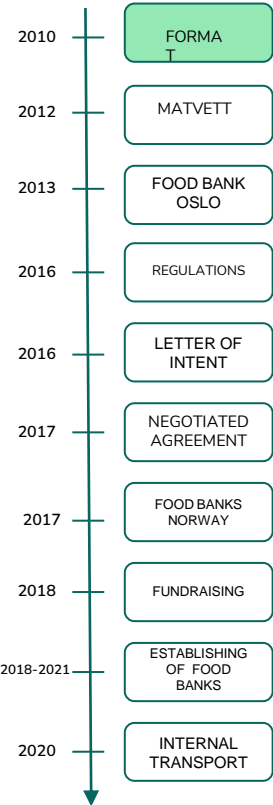 2010
FORMA
T
2012
MATVETT
2013
FOOD BANK
OSLO
2016
REGULATIONS
2016
LETTER OF
INTENT
2017
NEGOTIATED
AGREEMENT
2017
FOOD BANKS
NORWAY
2018
FUNDRAISING
2018-2021
ESTABLISHING
OF FOOD
BANKS
2020
INTERNAL
TRANSPORT